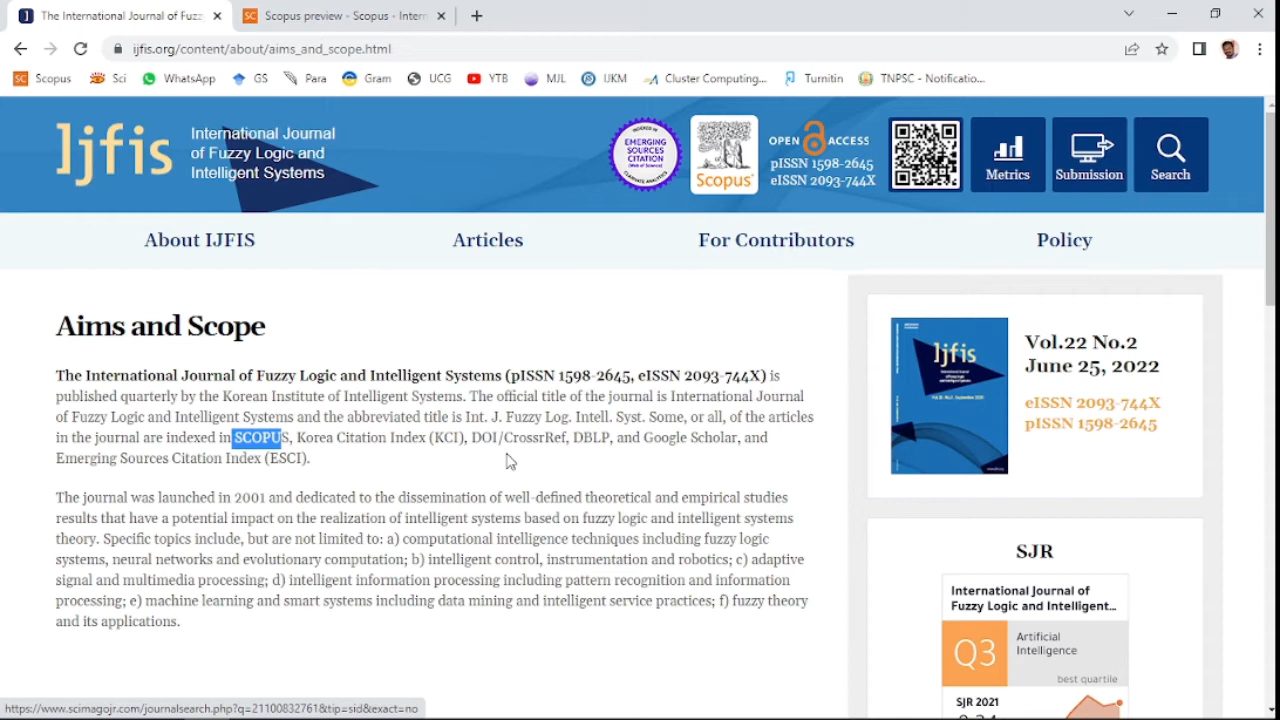 The International Journal of Fuzz
Scopus preview - Scopus - Intern
ijfis.org/content/about/aims_and_scope.html
Scopus
Sci
WhatsApp
GS
Para
Gram
UCG
YTB
MJL
UKM
Cluster Computing...
Turnitin
TNPSC - Notificatio...
Ijfis
International Journal
of Fuzzy Logic and
Intelligent Systems
INDEXED IN
EMERGING
SOURCES
CITATION
(Web of Science)
CLARIVATE ANALYTICS
Scopus
OPEN ACCESS
pISSN 1598-2645
eISSN 2093-744X
Metrics
Submission
Search
About IJFIS
Articles
For Contributors
Policy
Aims and Scope
The International Journal of Fuzzy Logic and Intelligent Systems (pISSN 1598-2645, eISSN 2093-744X) is
published quarterly by the Korean Institute of Intelligent Systems. The official title of the journal is International Journal
of Fuzzy Logic and Intelligent Systems and the abbreviated title is Int. J. Fuzzy Log. Intell. Syst. Some, or all, of the articles
in the journal are indexed in SCOPUS, Korea Citation Index (KCI), DOI/CrossrRef, DBLP, and Google Scholar, and
Emerging Sources Citation Index (ESCI).
The journal was launched in 2001 and dedicated to the dissemination of well-defined theoretical and empirical studies
results that have a potential impact on the realization of intelligent systems based on fuzzy logic and intelligent systems
theory. Specific topics include, but are not limited to: a) computational intelligence techniques including fuzzy logic
systems, neural networks and evolutionary computation; b) intelligent control, instrumentation and robotics; c) adaptive
signal and multimedia processing; d) intelligent information processing including pattern recognition and information
processing; e) machine learning and smart systems including data mining and intelligent service practices; f) fuzzy theory
and its applications.
Ijfis
Vol.22 No.2
June 25, 2022
eISSN 2093-744X
pISSN 1598-2645
SJR
International Journal of
Fuzzy Logic and Intelligent...
Q3
Artificial
Intelligence
best quartile
SJR 2021
https://www.scimagojr.com/journalsearch.php?q=21100832761&tip=sid&exact=no